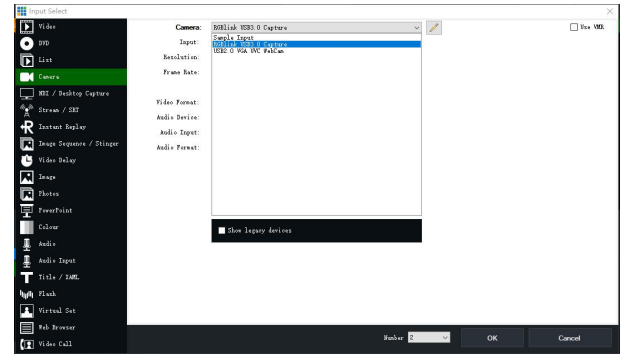 Input Select
Video
DVD
List
Camera
NDI / Desktop Capture
Stream / SRT
Instant Replay
Image Sequence / Stinger
Video Delay
Image
Photos
PowerPoint
Colour
Audio
Audio Input
Title / XAML
Flash
Virtual Set
Web Browser
Video Call
Camera: RGBlink USB3.0 Capture
Use VMR
Sample Input
RGBlink USB3.0 Capture
USB2.0 VGA UVC WebCam
Input:
Resolution:
Frame Rate:
Video Format:
Audio Device:
Audio Input:
Audio Format:
Show legacy devices
Number 2
OK
Cancel